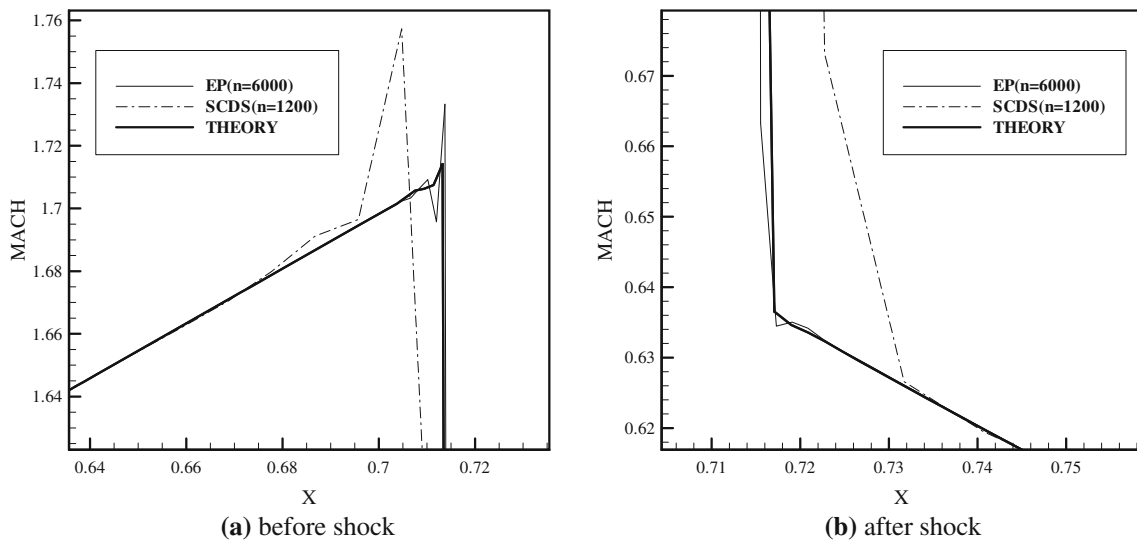 1.76
1.74
1.72
1.7
1.68
1.66
1.64
MACH
EP(n=6000)
SCDS(n=1200)
THEORY
0.64
0.66
0.68
0.7
0.72
X
(a) before shock
0.67
0.66
0.65
0.64
0.63
0.62
MACH
EP(n=6000)
SCDS(n=1200)
THEORY
0.71
0.72
0.73
0.74
0.75
X
(b) after shock